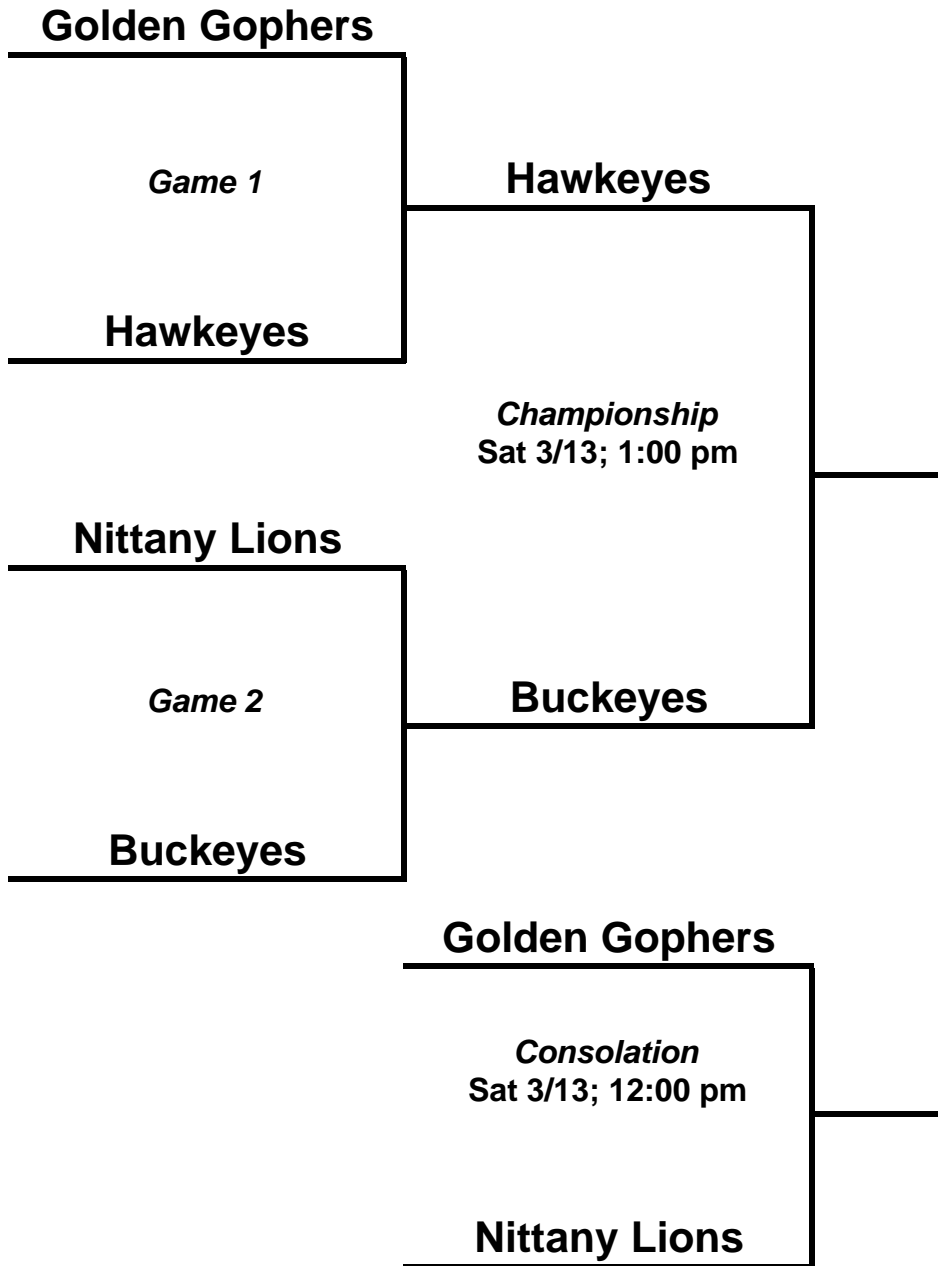 Golden Gophers
Game 1
Hawkeyes
Hawkeyes
Championship
Sat 3/13; 1:00 pm
Nittany Lions
Game 2
Buckeyes
Buckeyes
Golden Gophers
Consolation
Sat 3/13; 12:00 pm
Nittany Lions